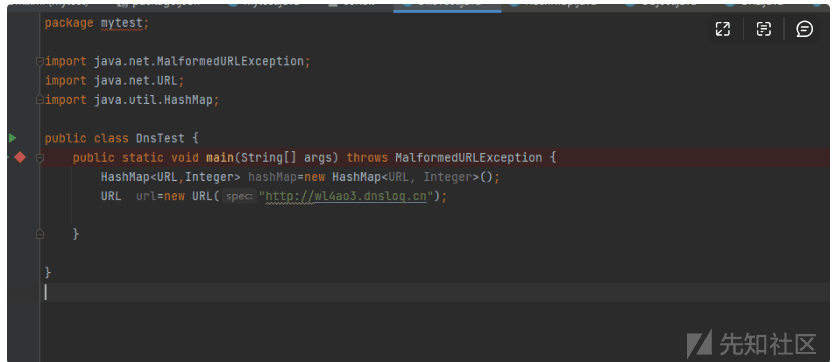 package mytest;
import java.net.MalformedURLException;
import java.net.URL;
import java.util.HashMap;
public class DnsTest {
public static void main(String[] args) throws MalformedURLException {
HashMap<URL,Integer> hashMap=new HashMap<URL, Integer>();
URL url=new URL( spec: "http://wl4ao3.dnslog.cn");
}
}
先知社区